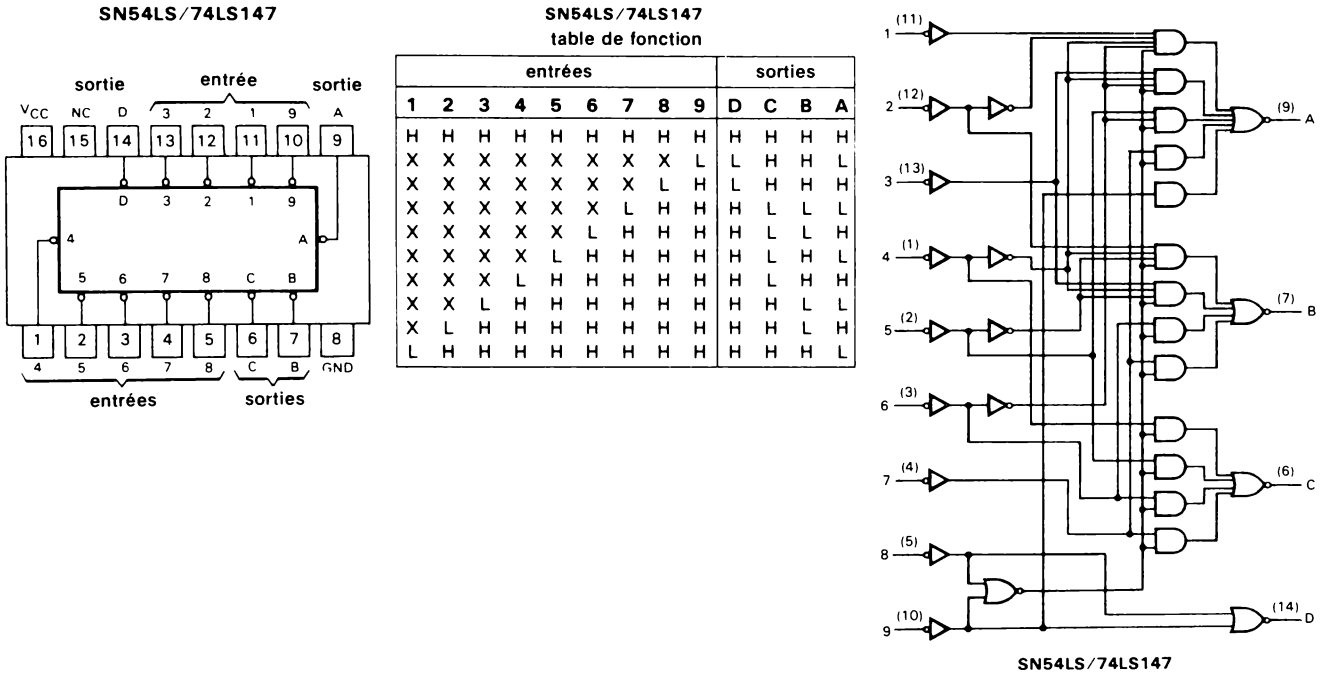 SN54LS/74LS147
sortie entrée sortie
VCC NC D 3 2 1 9 A
16 15 14 13 12 11 10 9
D 3 2 1 9
4 A
5 6 7 8 C B
1 2 3 4 5 6 7 8
4 5 6 7 8 C B GND
entrées sorties
SN54LS/74LS147
table de fonction
entrées sorties
1 2 3 4 5 6 7 8 9 D C B A
H H H H H H H H H H H H H
X X X X X X X X L L H H L
X X X X X X X L H L H H H
X X X X X X L H H H L L L
X X X X X L H H H H L L H
X X X X L H H H H H L H L
X X X L H H H H H H L H H
X X L H H H H H H H H L L
X L H H H H H H H H H L H
L H H H H H H H H H H H L
1 (11)
2 (12)
(9) A
3 (13)
4 (1)
5 (2)
(7) B
6 (3)
7 (4)
(6) C
8 (5)
9 (10)
(14) D
SN54LS/74LS147